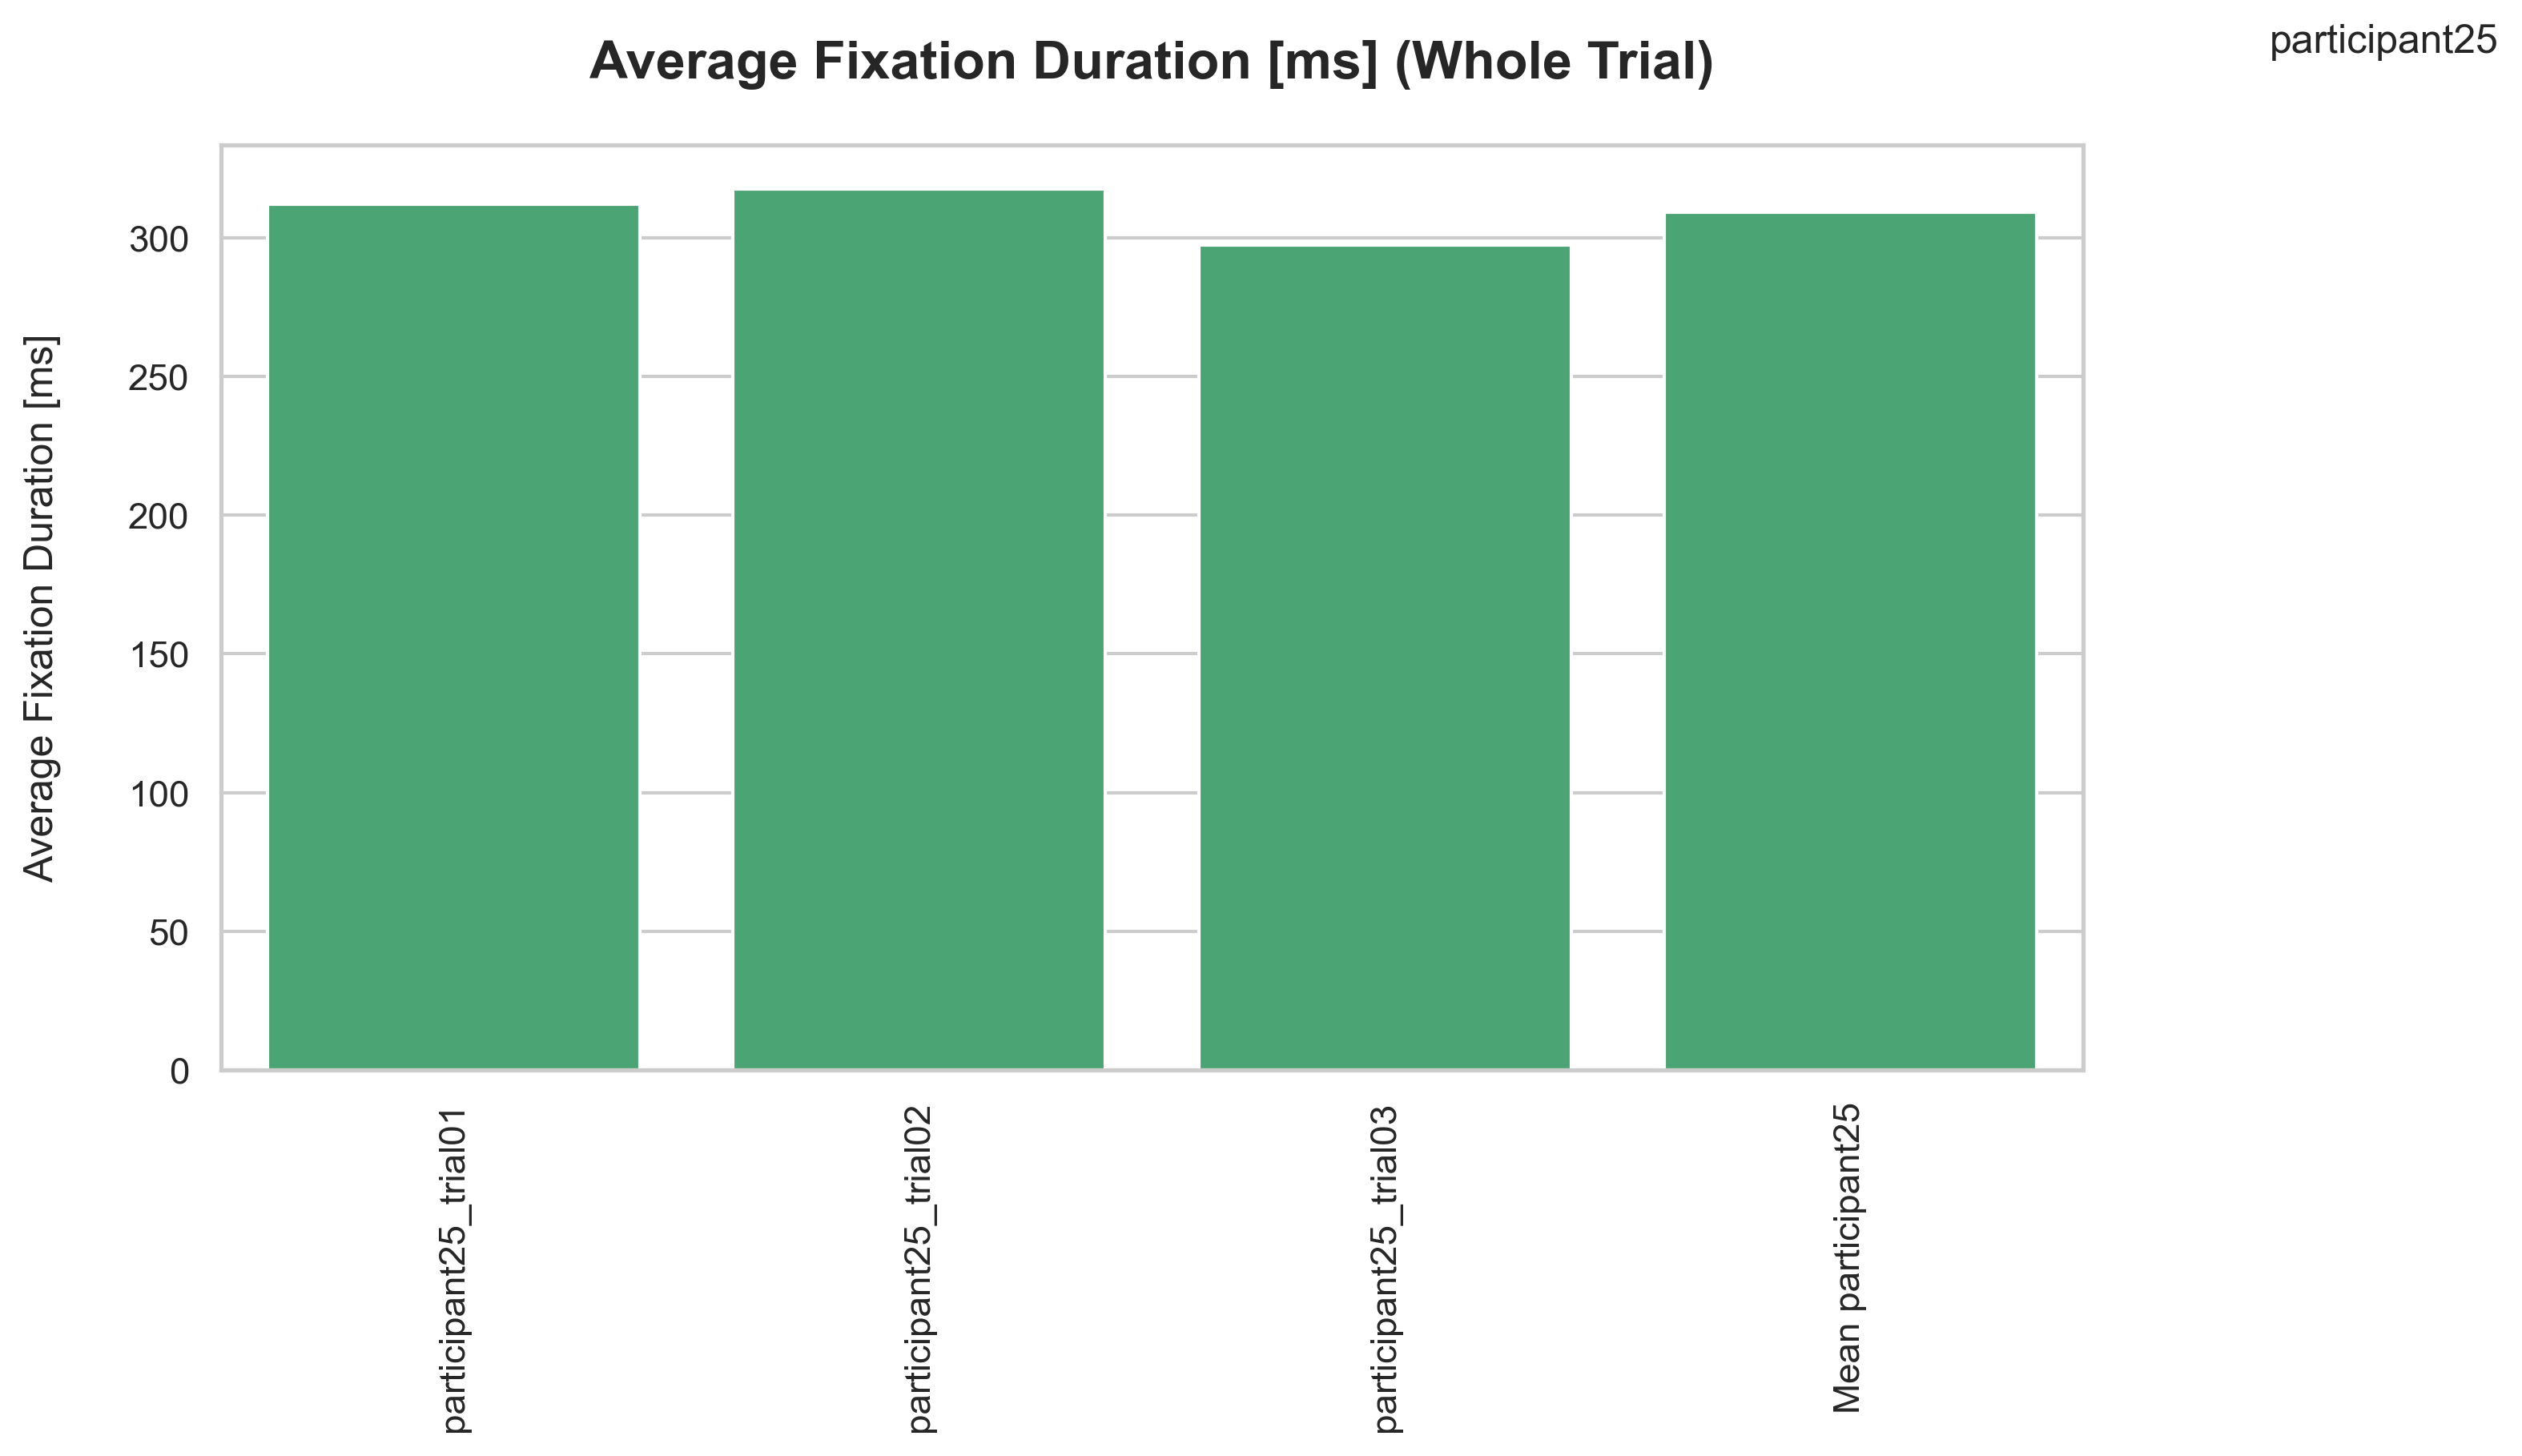 participant25
Average Fixation Duration [ms] (Whole Trial)
Average Fixation Duration [ms]
300
250
200
150
100
50
0
participant25_trial01
participant25_trial02
participant25_trial03
Mean participant25